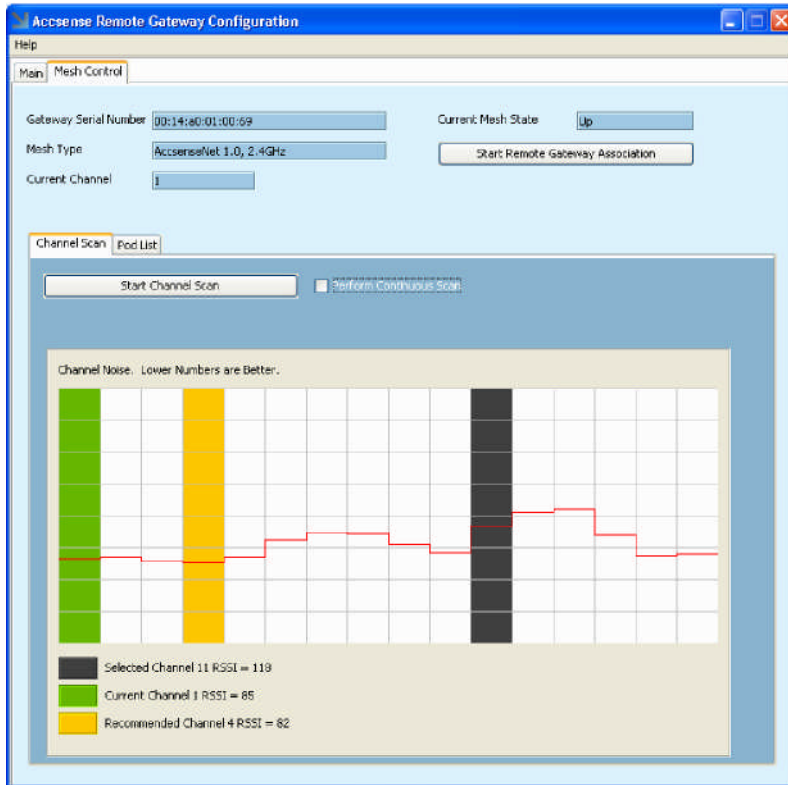 Accsense Remote Gateway Configuration
Help
Main Mesh Control
Gateway Serial Number 00:14:a0:01:00:69 Current Mesh State Up
Mesh Type AccsenseNet 1.0, 2.4GHz Start Remote Gateway Association
Current Channel 1
Channel Scan Pod List
Start Channel Scan Perform Continuous Scan
Channel Noise. Lower Numbers are Better.
Selected Channel 11 RSSI = 118
Current Channel 1 RSSI = 85
Recommended Channel 4 RSSI = 82